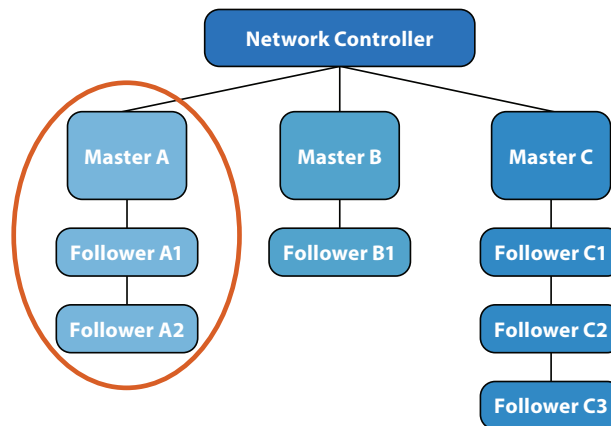 Network Controller
Master A
Master B
Master C
Follower A1
Follower B1
Follower C1
Follower A2
Follower C2
Follower C3